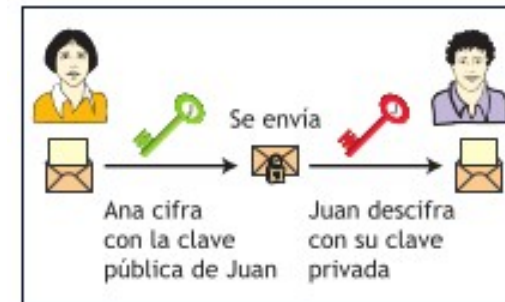 Se envía
Ana cifra
con la clave
pública de Juan
Juan descifra
con su clave
privada